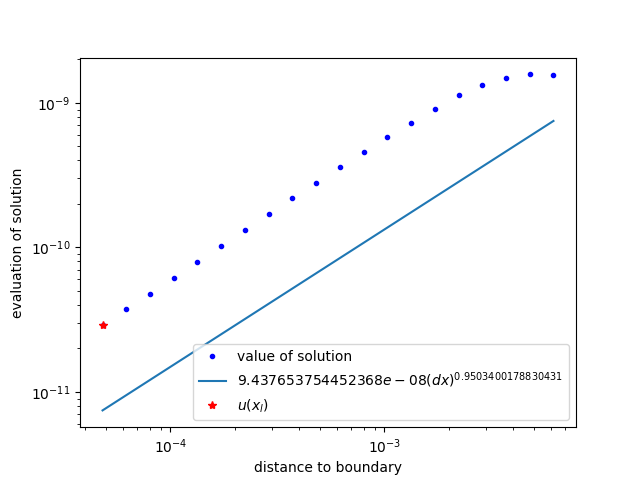 10⁻⁹
10⁻¹⁰
10⁻¹¹
evaluation of solution
value of solution
9.437653754452368e − 08(dx)^0.9503400178830431
u(x_l)
10⁻⁴
10⁻³
distance to boundary